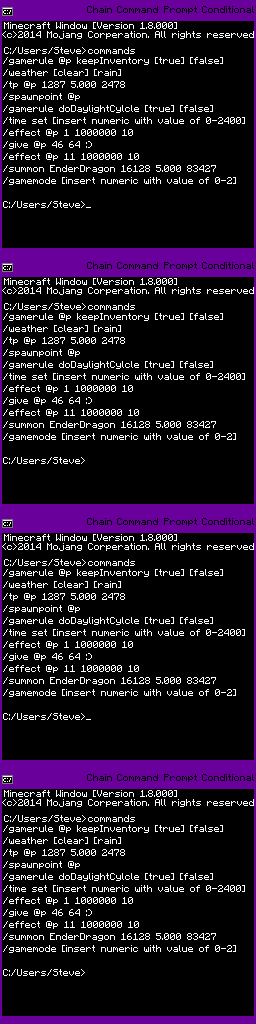 Chain Command Prompt Conditional
Minecraft Window [Version 1.8.000]
<c>2014 Mojang Corperation. All rights reserved
C:/Users/Steve>commands
/gamerule @p keepInventory [true] [false]
/weather [clear] [rain]
/tp @p 1287 5.000 2478
/spawnpoint @p
/gamerule doDaylightCylcle [true] [false]
/time set [insert numeric with value of 0-2400]
/effect @p 1 1000000 10
/give @p 46 64 :)
/effect @p 11 1000000 10
/summon EnderDragon 16128 5.000 83427
/gamemode [insert numeric with value of 0-2]
C:/Users/Steve>_
Chain Command Prompt Conditional
Minecraft Window [Version 1.8.000]
<c>2014 Mojang Corperation. All rights reserved
C:/Users/Steve>commands
/gamerule @p keepInventory [true] [false]
/weather [clear] [rain]
/tp @p 1287 5.000 2478
/spawnpoint @p
/gamerule doDaylightCylcle [true] [false]
/time set [insert numeric with value of 0-2400]
/effect @p 1 1000000 10
/give @p 46 64 :)
/effect @p 11 1000000 10
/summon EnderDragon 16128 5.000 83427
/gamemode [insert numeric with value of 0-2]
C:/Users/Steve>
Chain Command Prompt Conditional
Minecraft Window [Version 1.8.000]
<c>2014 Mojang Corperation. All rights reserved
C:/Users/Steve>commands
/gamerule @p keepInventory [true] [false]
/weather [clear] [rain]
/tp @p 1287 5.000 2478
/spawnpoint @p
/gamerule doDaylightCylcle [true] [false]
/time set [insert numeric with value of 0-2400]
/effect @p 1 1000000 10
/give @p 46 64 :)
/effect @p 11 1000000 10
/summon EnderDragon 16128 5.000 83427
/gamemode [insert numeric with value of 0-2]
C:/Users/Steve>_
Chain Command Prompt Conditional
Minecraft Window [Version 1.8.000]
<c>2014 Mojang Corperation. All rights reserved
C:/Users/Steve>commands
/gamerule @p keepInventory [true] [false]
/weather [clear] [rain]
/tp @p 1287 5.000 2478
/spawnpoint @p
/gamerule doDaylightCylcle [true] [false]
/time set [insert numeric with value of 0-2400]
/effect @p 1 1000000 10
/give @p 46 64 :)
/effect @p 11 1000000 10
/summon EnderDragon 16128 5.000 83427
/gamemode [insert numeric with value of 0-2]
C:/Users/Steve>